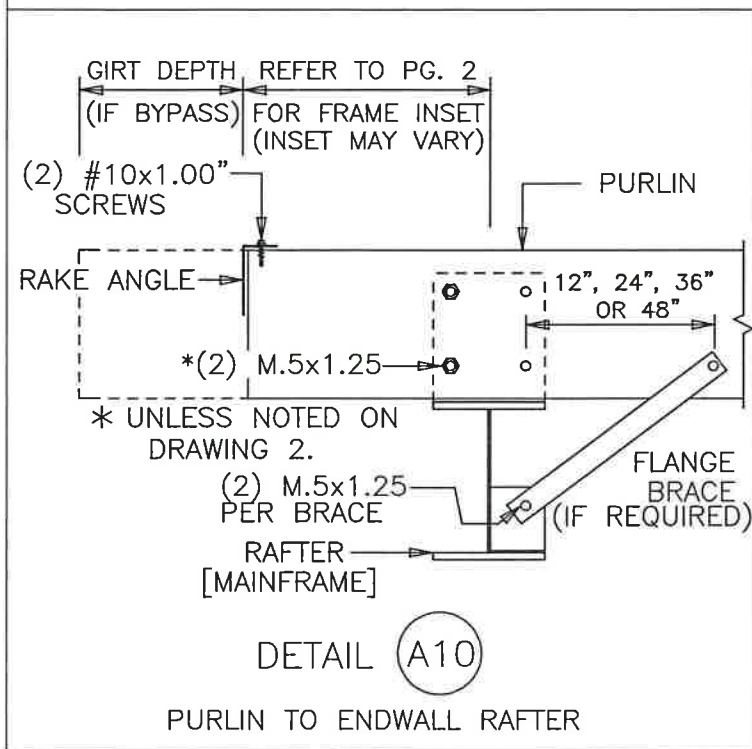 GIRT DEPTH
(IF BYPASS)
REFER TO PG. 2
FOR FRAME INSET
(INSET MAY VARY)
(2) #10x1.00"
SCREWS
PURLIN
RAKE ANGLE
12", 24", 36"
OR 48"
*(2) M.5x1.25
* UNLESS NOTED ON
DRAWING 2.
(2) M.5x1.25
PER BRACE
FLANGE
BRACE
(IF REQUIRED)
RAFTER
[MAINFRAME]
DETAIL A10
PURLIN TO ENDWALL RAFTER